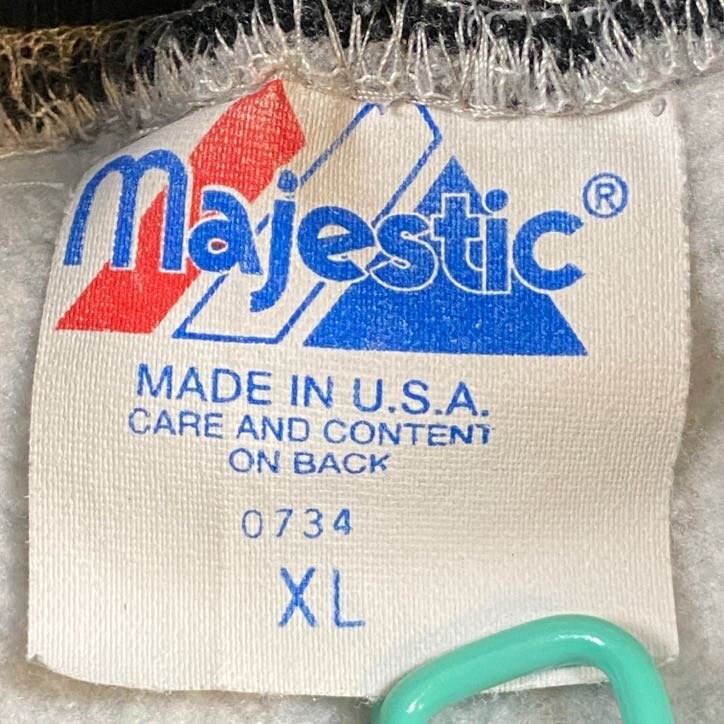 majestic®
MADE IN U.S.A.
CARE AND CONTENT
ON BACK
0734
XL